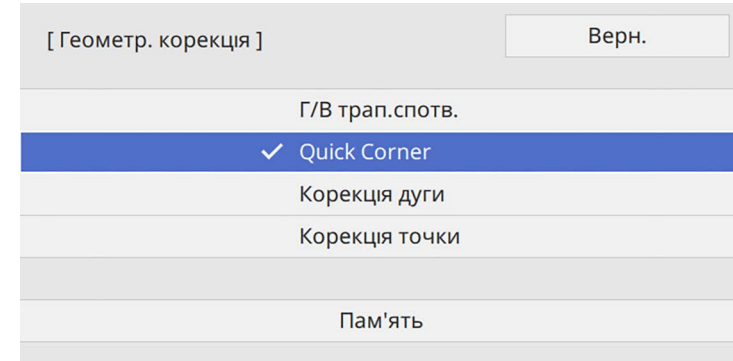 [ Геометр. корекція ]
Верн.
Г/В трап.спотв.
✓ Quick Corner
Корекція дуги
Корекція точки
Пам'ять